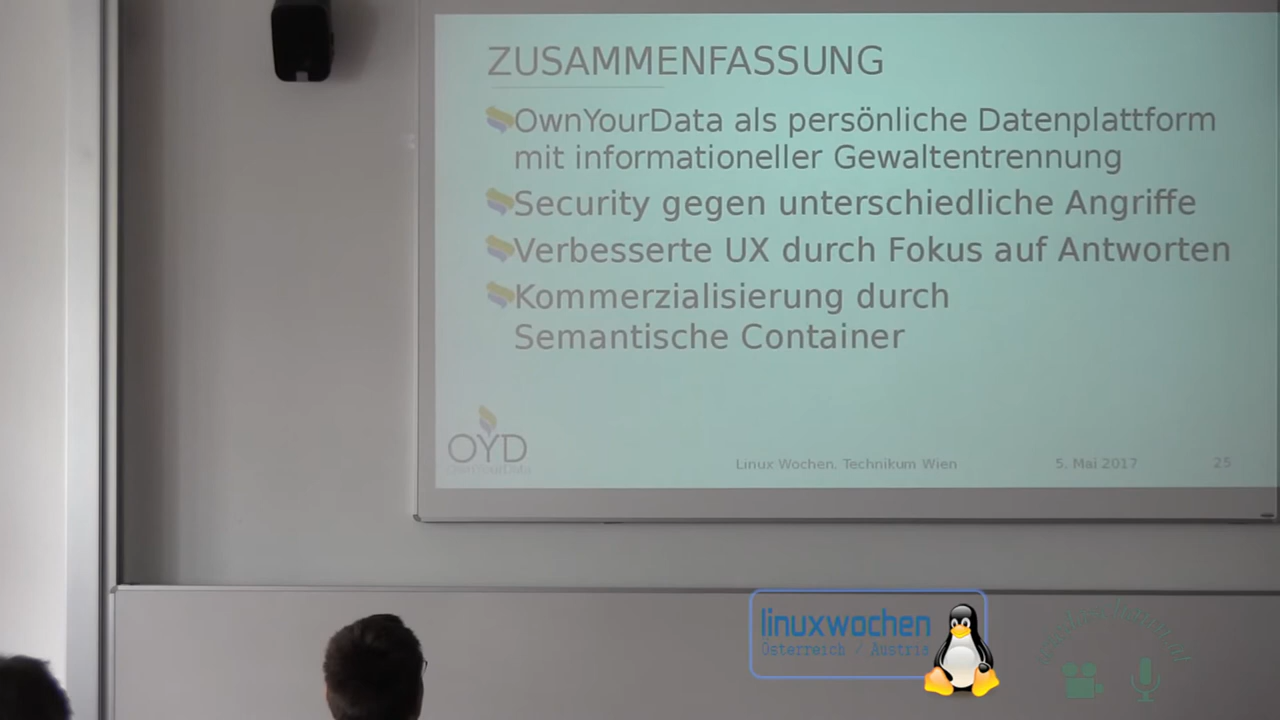 ZUSAMMENFASSUNG
OwnYourData als persönliche Datenplattform
mit informationeller Gewaltentrennung
Security gegen unterschiedliche Angriffe
Verbesserte UX durch Fokus auf Antworten
Kommerzialisierung durch
Semantische Container
OYD
OwnYourData
Linux Wochen, Technikum Wien 5. Mai 2017 25
linuxwochen
Österreich / Austria